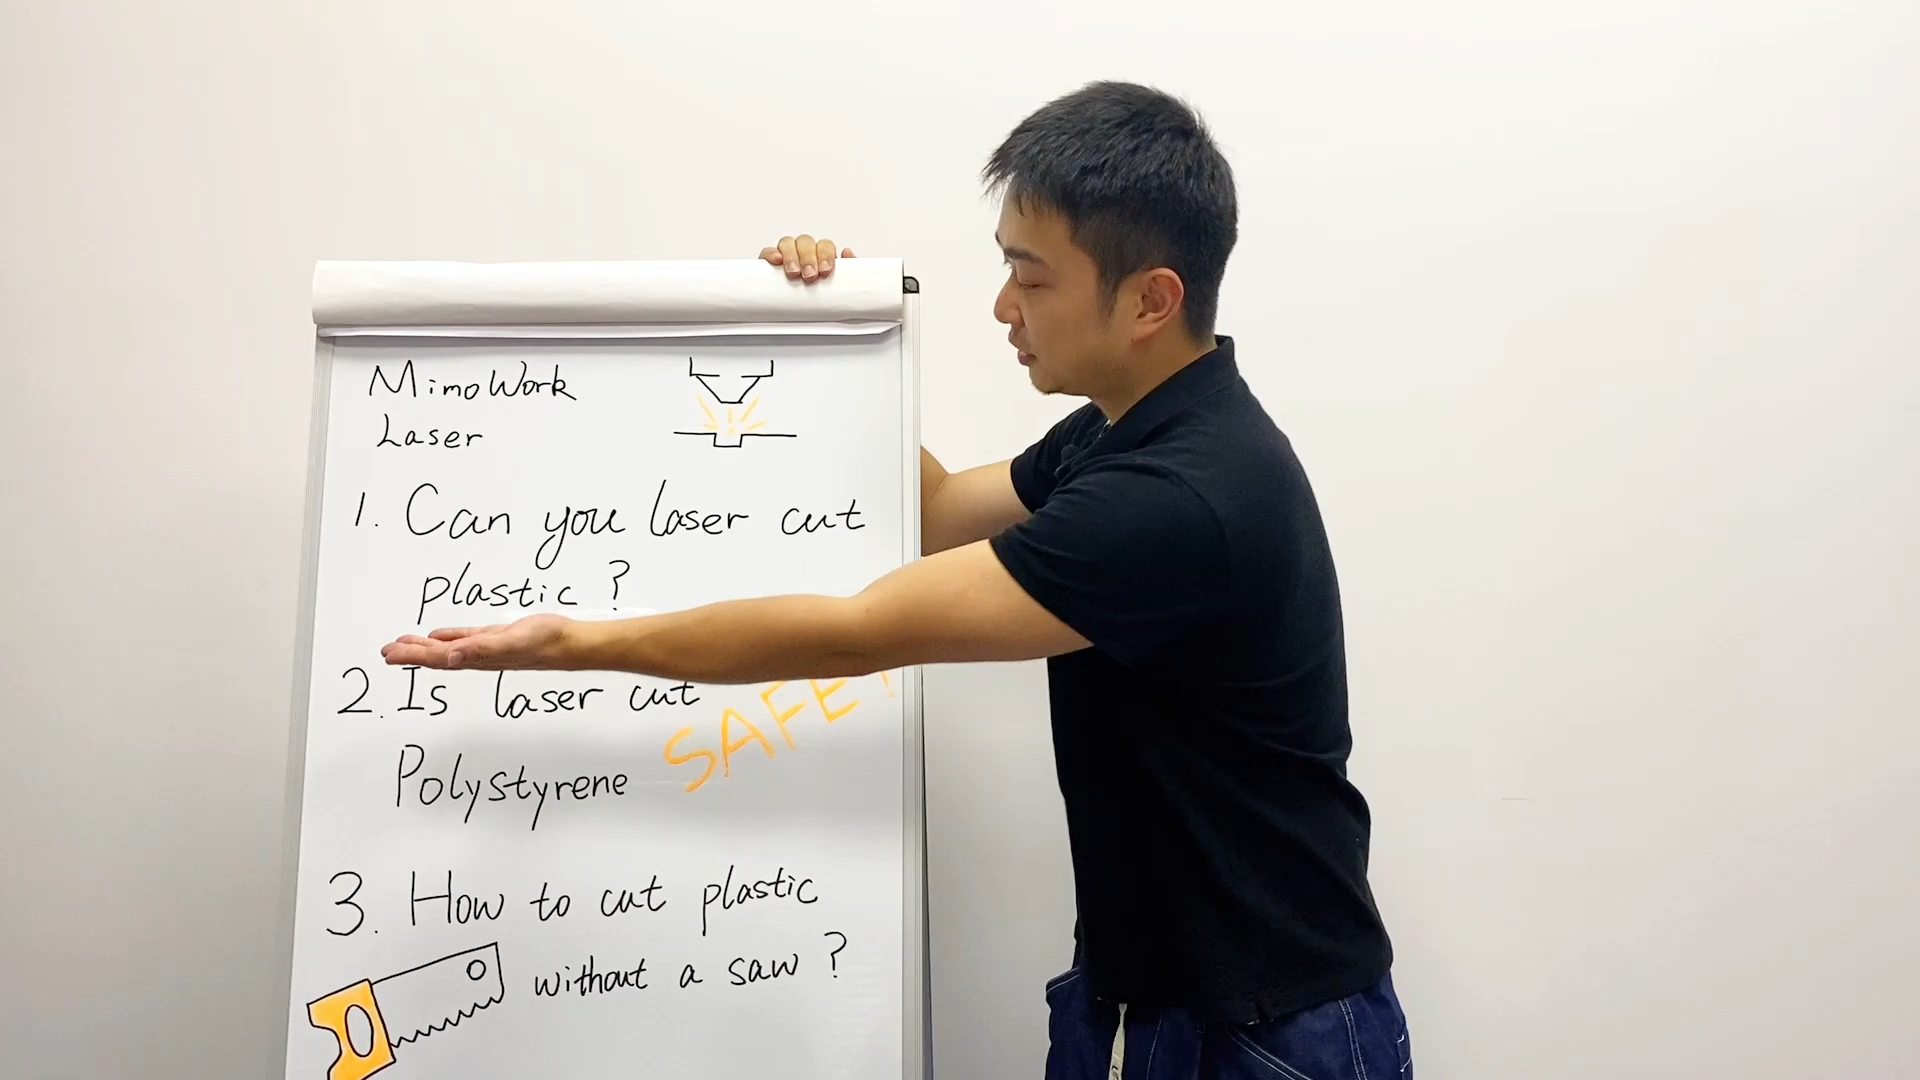 MimoWork
Laser
1. Can you laser cut
plastic?
2. Is laser cut
Polystyrene SAFE?
3. How to cut plastic
without a saw?